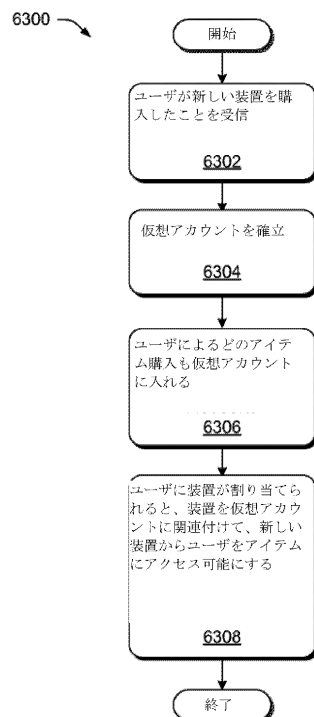 6300
開始
ユーザが新しい装置を購
入したことを受信
6302
仮想アカウントを確立
6304
ユーザによるどのアイテ
ム購入も仮想アカウント
に入れる
6306
ユーザに装置が割り当てら
れると、装置を仮想アカウ
ントに関連付けて、新しい
装置からユーザをアイテム
にアクセス可能にする
6308
終了